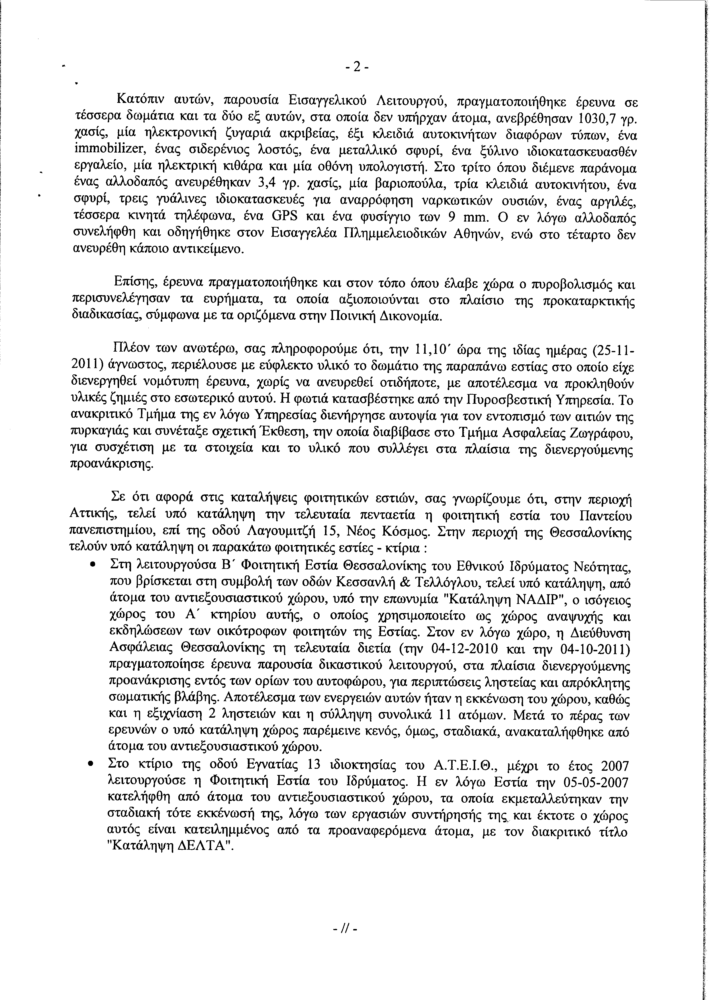 - 2 -
Κατόπιν αυτών, παρουσία Εισαγγελικού Λειτουργού, πραγματοποιήθηκε έρευνα σε
τέσσερα δωμάτια και τα δύο εξ αυτών, στα οποία δεν υπήρχαν άτομα, ανεβρέθησαν 1030,7 γρ.
χασίς, μία ηλεκτρονική ζυγαριά ακριβείας, έξι κλειδιά αυτοκινήτων διαφόρων τύπων, ένα
immobilizer, ένας σιδερένιος λοστός, ένα μεταλλικό σφυρί, ένα ξύλινο ιδιοκατασκευασθέν
εργαλείο, μία ηλεκτρική κιθάρα και μία οθόνη υπολογιστή. Στο τρίτο όπου διέμενε παράνομα
ένας αλλοδαπός ανευρέθηκαν 3,4 γρ. χασίς, μία βαριοπούλα, τρία κλειδιά αυτοκινήτου, ένα
σφυρί, τρεις γυάλινες ιδιοκατασκευές για αναρρόφηση ναρκωτικών ουσιών, ένας αργιλές,
τέσσερα κινητά τηλέφωνα, ένα GPS και ένα φυσίγγιο των 9 mm. Ο εν λόγω αλλοδαπός
συνελήφθη και οδηγήθηκε στον Εισαγγελέα Πλημμελειοδικών Αθηνών, ενώ στο τέταρτο δεν
ανευρέθη κάποιο αντικείμενο.
Επίσης, έρευνα πραγματοποιήθηκε και στον τόπο όπου έλαβε χώρα ο πυροβολισμός και
περισυνελέγησαν τα ευρήματα, τα οποία αξιοποιούνται στο πλαίσιο της προκαταρκτικής
διαδικασίας, σύμφωνα με τα οριζόμενα στην Ποινική Δικονομία.
Πλέον των ανωτέρω, σας πληροφορούμε ότι, την 11,10΄ ώρα της ιδίας ημέρας (25-11-
2011) άγνωστος, περιέλουσε με εύφλεκτο υλικό το δωμάτιο της παραπάνω εστίας στο οποίο είχε
διενεργηθεί νομότυπη έρευνα, χωρίς να ανευρεθεί οτιδήποτε, με αποτέλεσμα να προκληθούν
υλικές ζημιές στο εσωτερικό αυτού. Η φωτιά κατασβέστηκε από την Πυροσβεστική Υπηρεσία. Το
ανακριτικό Τμήμα της εν λόγω Υπηρεσίας διενήργησε αυτοψία για τον εντοπισμό των αιτιών της
πυρκαγιάς και συνέταξε σχετική Έκθεση, την οποία διαβίβασε στο Τμήμα Ασφαλείας Ζωγράφου,
για συσχέτιση με τα στοιχεία και το υλικό που συλλέγει στα πλαίσια της διενεργούμενης
προανάκρισης.
Σε ότι αφορά στις καταλήψεις φοιτητικών εστιών, σας γνωρίζουμε ότι, στην περιοχή
Αττικής, τελεί υπό κατάληψη την τελευταία πενταετία η φοιτητική εστία του Παντείου
πανεπιστημίου, επί της οδού Λαγουμιτζή 15, Νέος Κόσμος. Στην περιοχή της Θεσσαλονίκης
τελούν υπό κατάληψη οι παρακάτω φοιτητικές εστίες - κτίρια :
• Στη λειτουργούσα Β΄ Φοιτητική Εστία Θεσσαλονίκης του Εθνικού Ιδρύματος Νεότητας,
που βρίσκεται στη συμβολή των οδών Κεσσανλή & Τελλόγλου, τελεί υπό κατάληψη, από
άτομα του αντιεξουσιαστικού χώρου, υπό την επωνυμία "Κατάληψη ΝΑΔΙΡ", ο ισόγειος
χώρος του Α΄ κτηρίου αυτής, ο οποίος χρησιμοποιείτο ως χώρος αναψυχής και
εκδηλώσεων των οικότροφων φοιτητών της Εστίας. Στον εν λόγω χώρο, η Διεύθυνση
Ασφάλειας Θεσσαλονίκης τη τελευταία διετία (την 04-12-2010 και την 04-10-2011)
πραγματοποίησε έρευνα παρουσία δικαστικού λειτουργού, στα πλαίσια διενεργούμενης
προανάκρισης εντός των ορίων του αυτοφώρου, για περιπτώσεις ληστείας και απρόκλητης
σωματικής βλάβης. Αποτέλεσμα των ενεργειών αυτών ήταν η εκκένωση του χώρου, καθώς
και η εξιχνίαση 2 ληστειών και η σύλληψη συνολικά 11 ατόμων. Μετά το πέρας των
ερευνών ο υπό κατάληψη χώρος παρέμεινε κενός, όμως, σταδιακά, ανακαταλήφθηκε από
άτομα του αντιεξουσιαστικού χώρου.
• Στο κτίριο της οδού Εγνατίας 13 ιδιοκτησίας του Α.Τ.Ε.Ι.Θ., μέχρι το έτος 2007
λειτουργούσε η Φοιτητική Εστία του Ιδρύματος. Η εν λόγω Εστία την 05-05-2007
κατελήφθη από άτομα του αντιεξουσιαστικού χώρου, τα οποία εκμεταλλεύτηκαν την
σταδιακή τότε εκκένωσή της, λόγω των εργασιών συντήρησής της και έκτοτε ο χώρος
αυτός είναι κατειλημμένος από τα προαναφερόμενα άτομα, με τον διακριτικό τίτλο
"Κατάληψη ΔΕΛΤΑ".
- // -